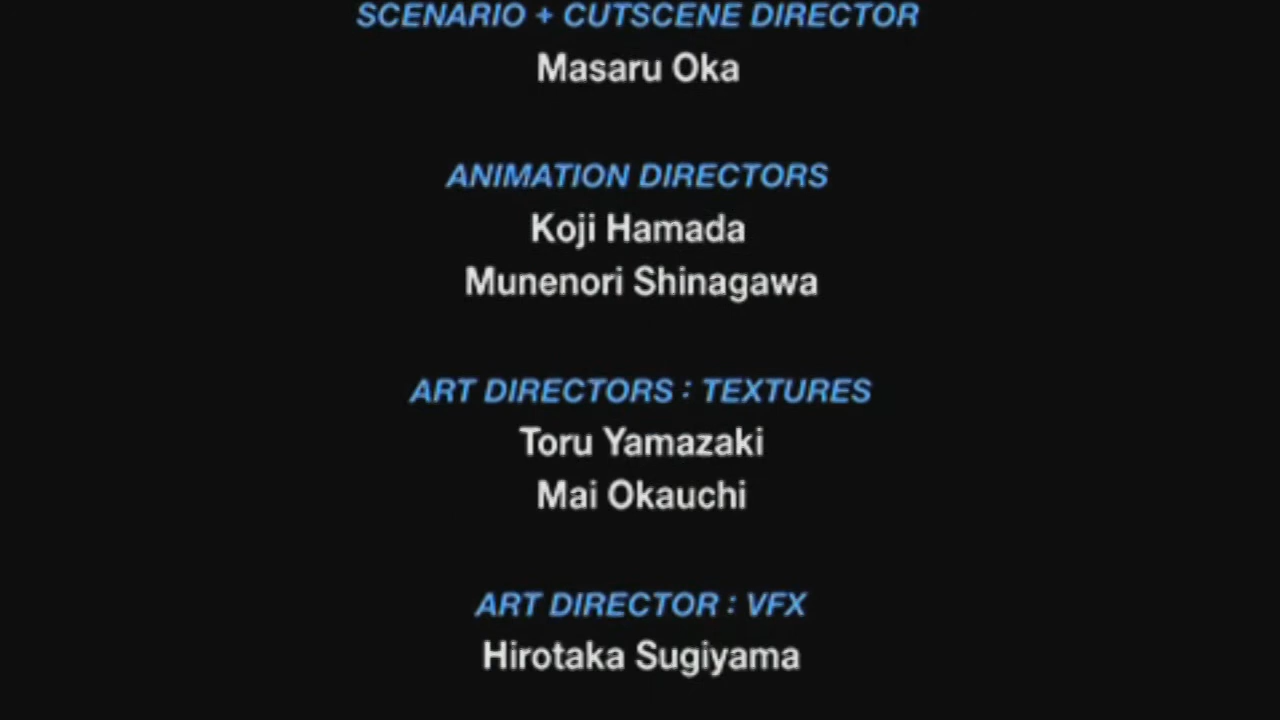 SCENARIO + CUTSCENE DIRECTOR
Masaru Oka
ANIMATION DIRECTORS
Koji Hamada
Munenori Shinagawa
ART DIRECTORS : TEXTURES
Toru Yamazaki
Mai Okauchi
ART DIRECTOR : VFX
Hirotaka Sugiyama